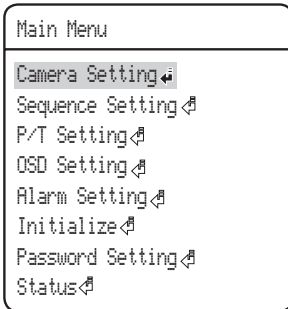 Main Menu
Camera Setting↲
Sequence Setting↲
P/T Setting↲
OSD Setting↲
Alarm Setting↲
Initialize↲
Password Setting↲
Status↲